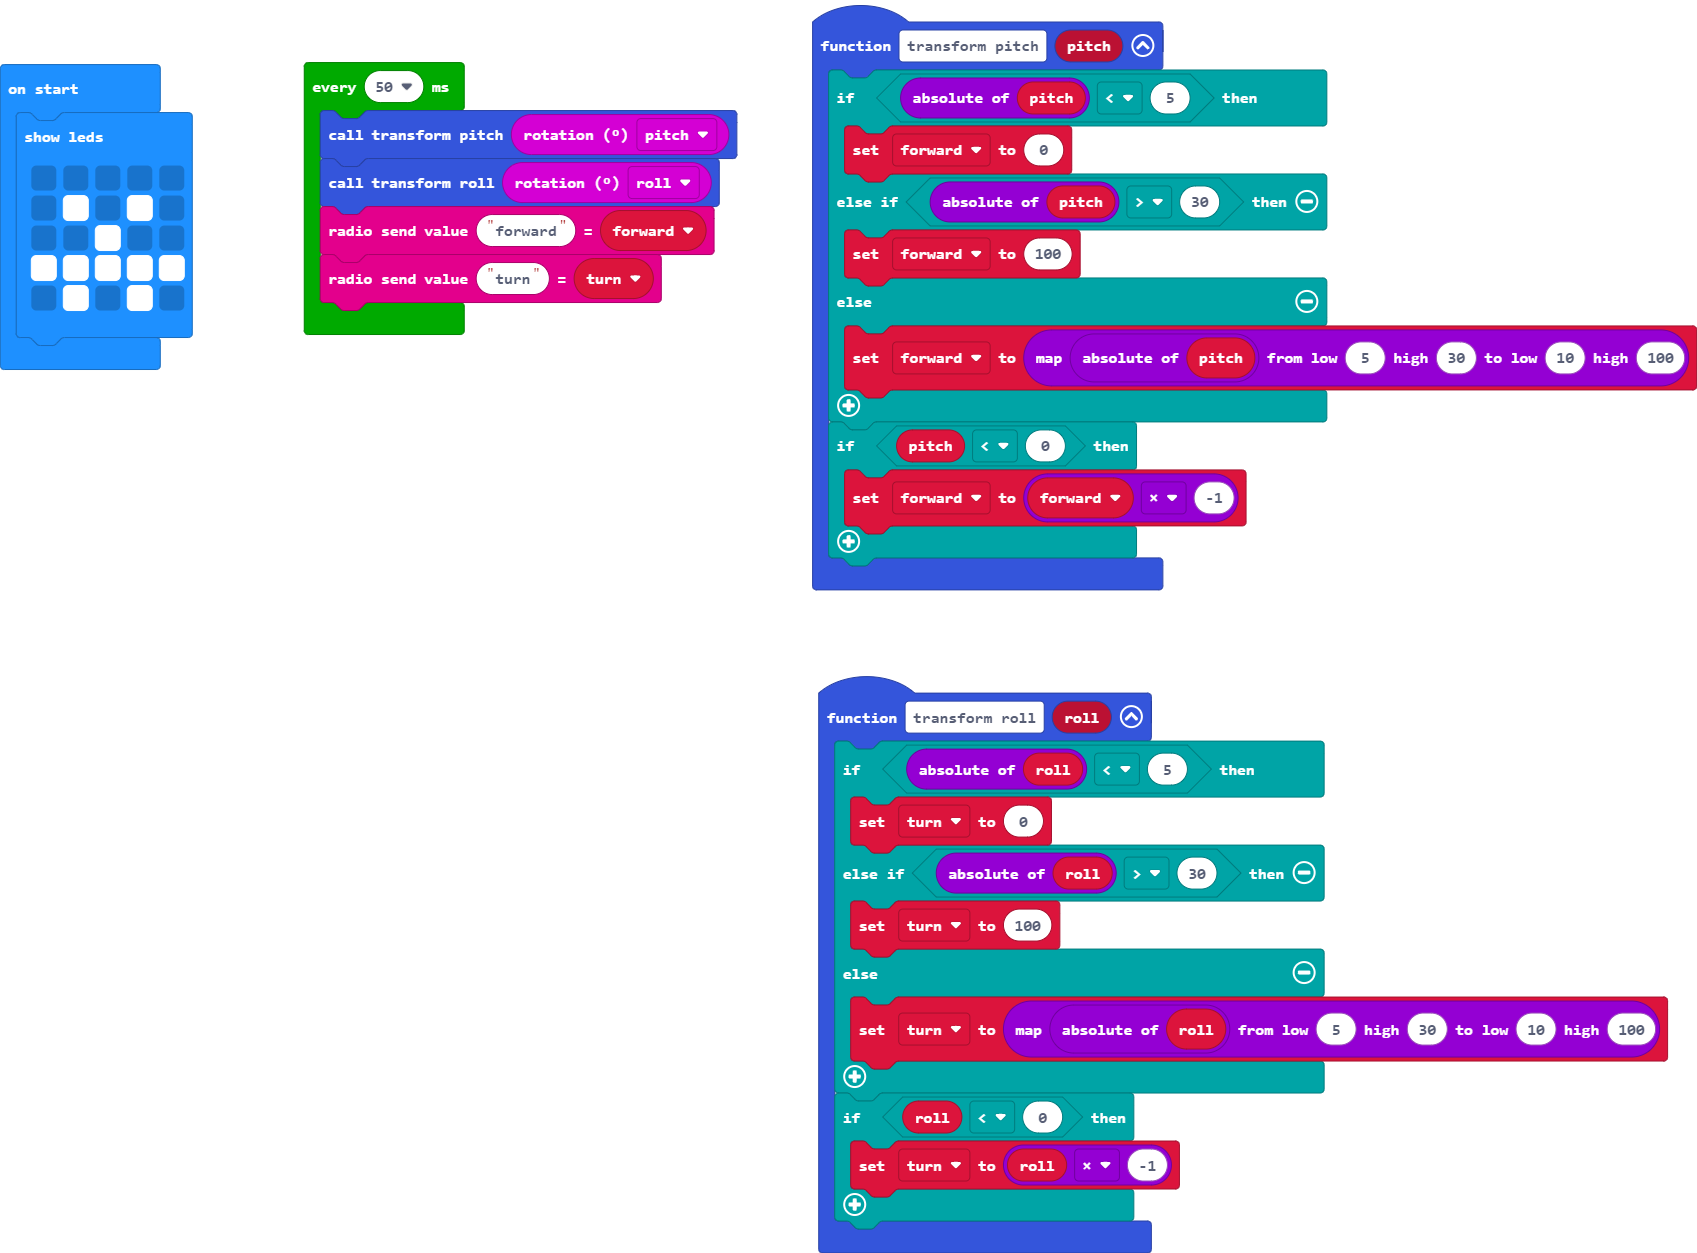 on start
show leds
every 50 ms
call transform pitch rotation (º) pitch
call transform roll rotation (º) roll
radio send value "forward" = forward
radio send value "turn" = turn
function transform pitch pitch
if absolute of pitch < 5 then
set forward to 0
else if absolute of pitch > 30 then
set forward to 100
else
set forward to map absolute of pitch from low 5 high 30 to low 10 high 100
if pitch < 0 then
set forward to forward × -1
function transform roll roll
if absolute of roll < 5 then
set turn to 0
else if absolute of roll > 30 then
set turn to 100
else
set turn to map absolute of roll from low 5 high 30 to low 10 high 100
if roll < 0 then
set turn to roll × -1